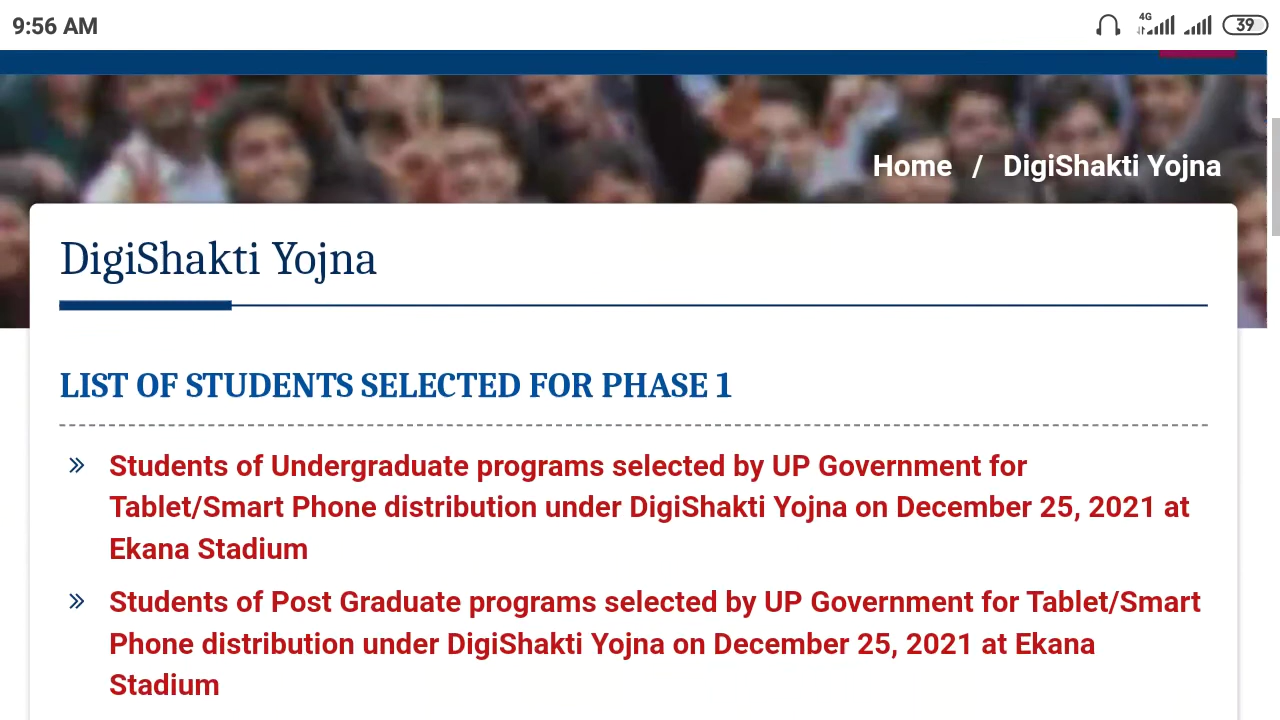 9:56 AM
4G
39
Home / DigiShakti Yojna
DigiShakti Yojna
LIST OF STUDENTS SELECTED FOR PHASE 1
Students of Undergraduate programs selected by UP Government for
Tablet/Smart Phone distribution under DigiShakti Yojna on December 25, 2021 at
Ekana Stadium
Students of Post Graduate programs selected by UP Government for Tablet/Smart
Phone distribution under DigiShakti Yojna on December 25, 2021 at Ekana
Stadium